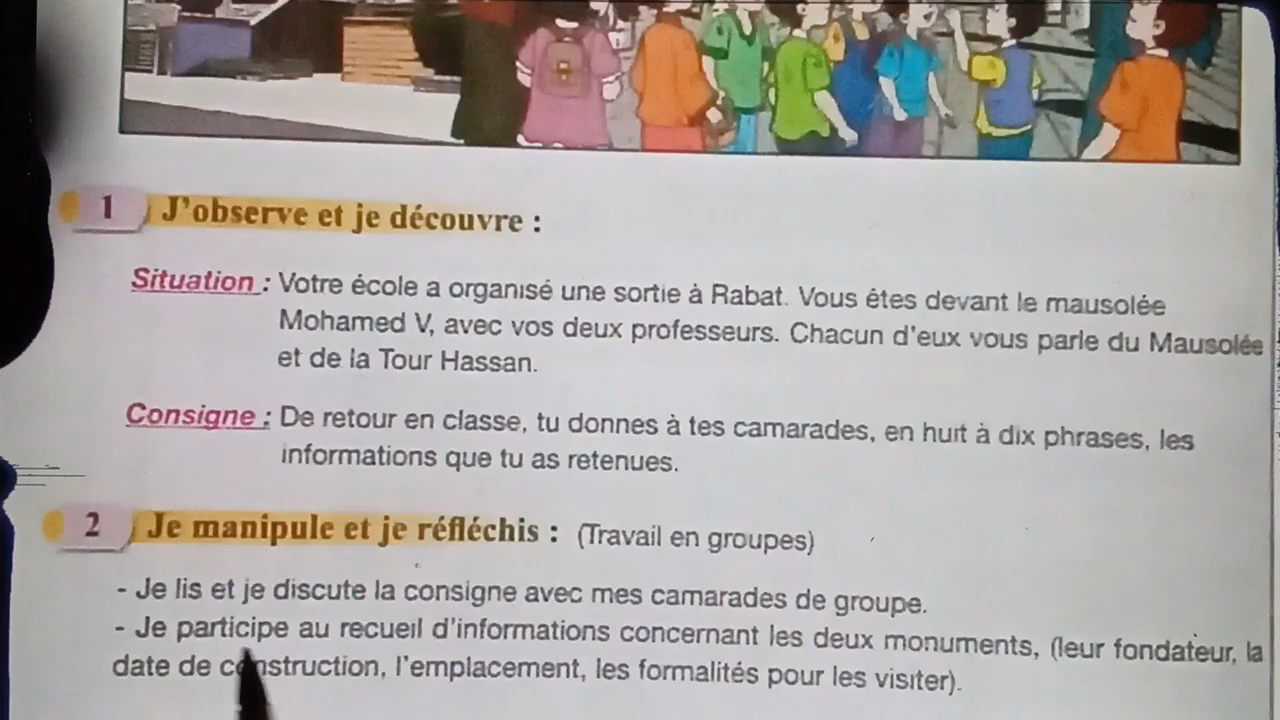 1 J'observe et je découvre :
Situation : Votre école a organisé une sortie à Rabat. Vous êtes devant le mausolée
Mohamed V, avec vos deux professeurs. Chacun d'eux vous parle du Mausolée
et de la Tour Hassan.
Consigne : De retour en classe, tu donnes à tes camarades, en huit à dix phrases, les
informations que tu as retenues.
2 Je manipule et je réfléchis : (Travail en groupes)
- Je lis et je discute la consigne avec mes camarades de groupe.
- Je participe au recueil d'informations concernant les deux monuments, (leur fondateur, la
date de construction, l'emplacement, les formalités pour les visiter).